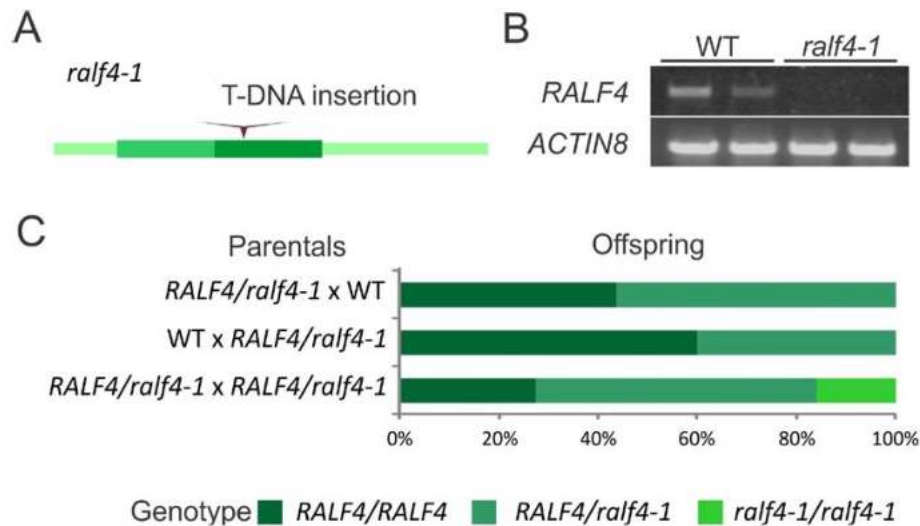 A
ralf4-1
T-DNA insertion
B
WT ralf4-1
RALF4
ACTIN8
C
Parentals Offspring
RALF4/ralf4-1 x WT
WT x RALF4/ralf4-1
RALF4/ralf4-1 x RALF4/ralf4-1
0% 20% 40% 60% 80% 100%
Genotype RALF4/RALF4 RALF4/ralf4-1 ralf4-1/ralf4-1